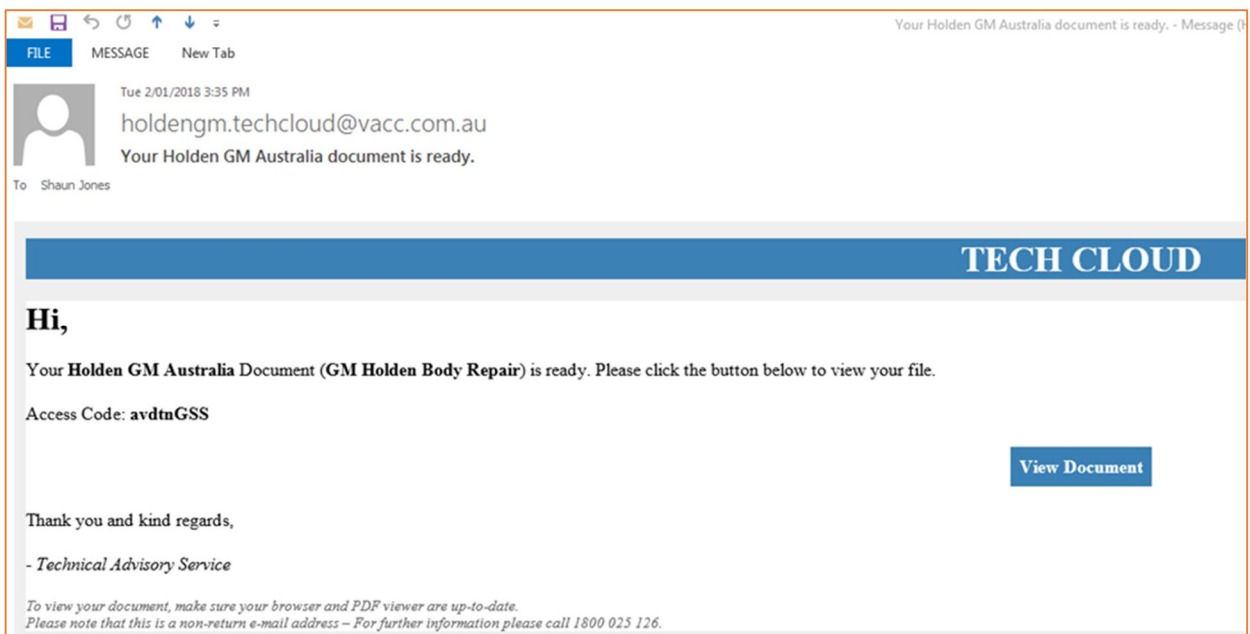 Your Holden GM Australia document is ready. - Message (H
FILE MESSAGE New Tab
Tue 2/01/2018 3:35 PM
holdengm.techcloud@vacc.com.au
Your Holden GM Australia document is ready.
To Shaun Jones
TECH CLOUD
Hi,
Your Holden GM Australia Document (GM Holden Body Repair) is ready. Please click the button below to view your file.
Access Code: avdtnGSS
View Document
Thank you and kind regards,
- Technical Advisory Service
To view your document, make sure your browser and PDF viewer are up-to-date.
Please note that this is a non-return e-mail address – For further information please call 1800 025 126.